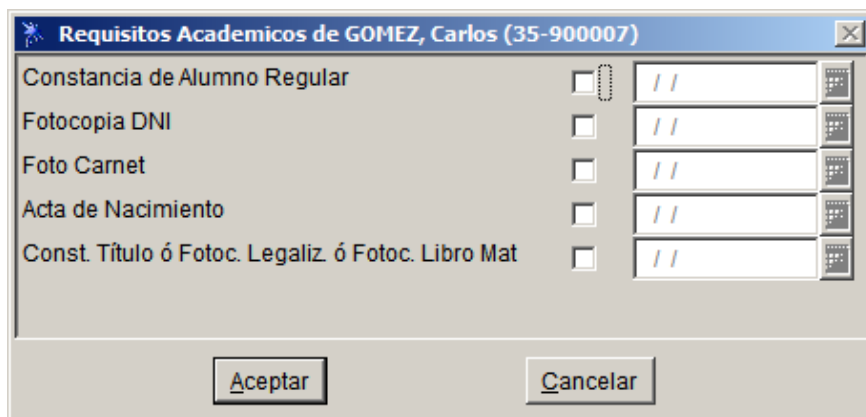 Requisitos Academicos de GOMEZ, Carlos (35-900007)
Constancia de Alumno Regular / /
Fotocopia DNI / /
Foto Carnet / /
Acta de Nacimiento / /
Const. Título ó Fotoc. Legaliz. ó Fotoc. Libro Mat / /
Aceptar Cancelar